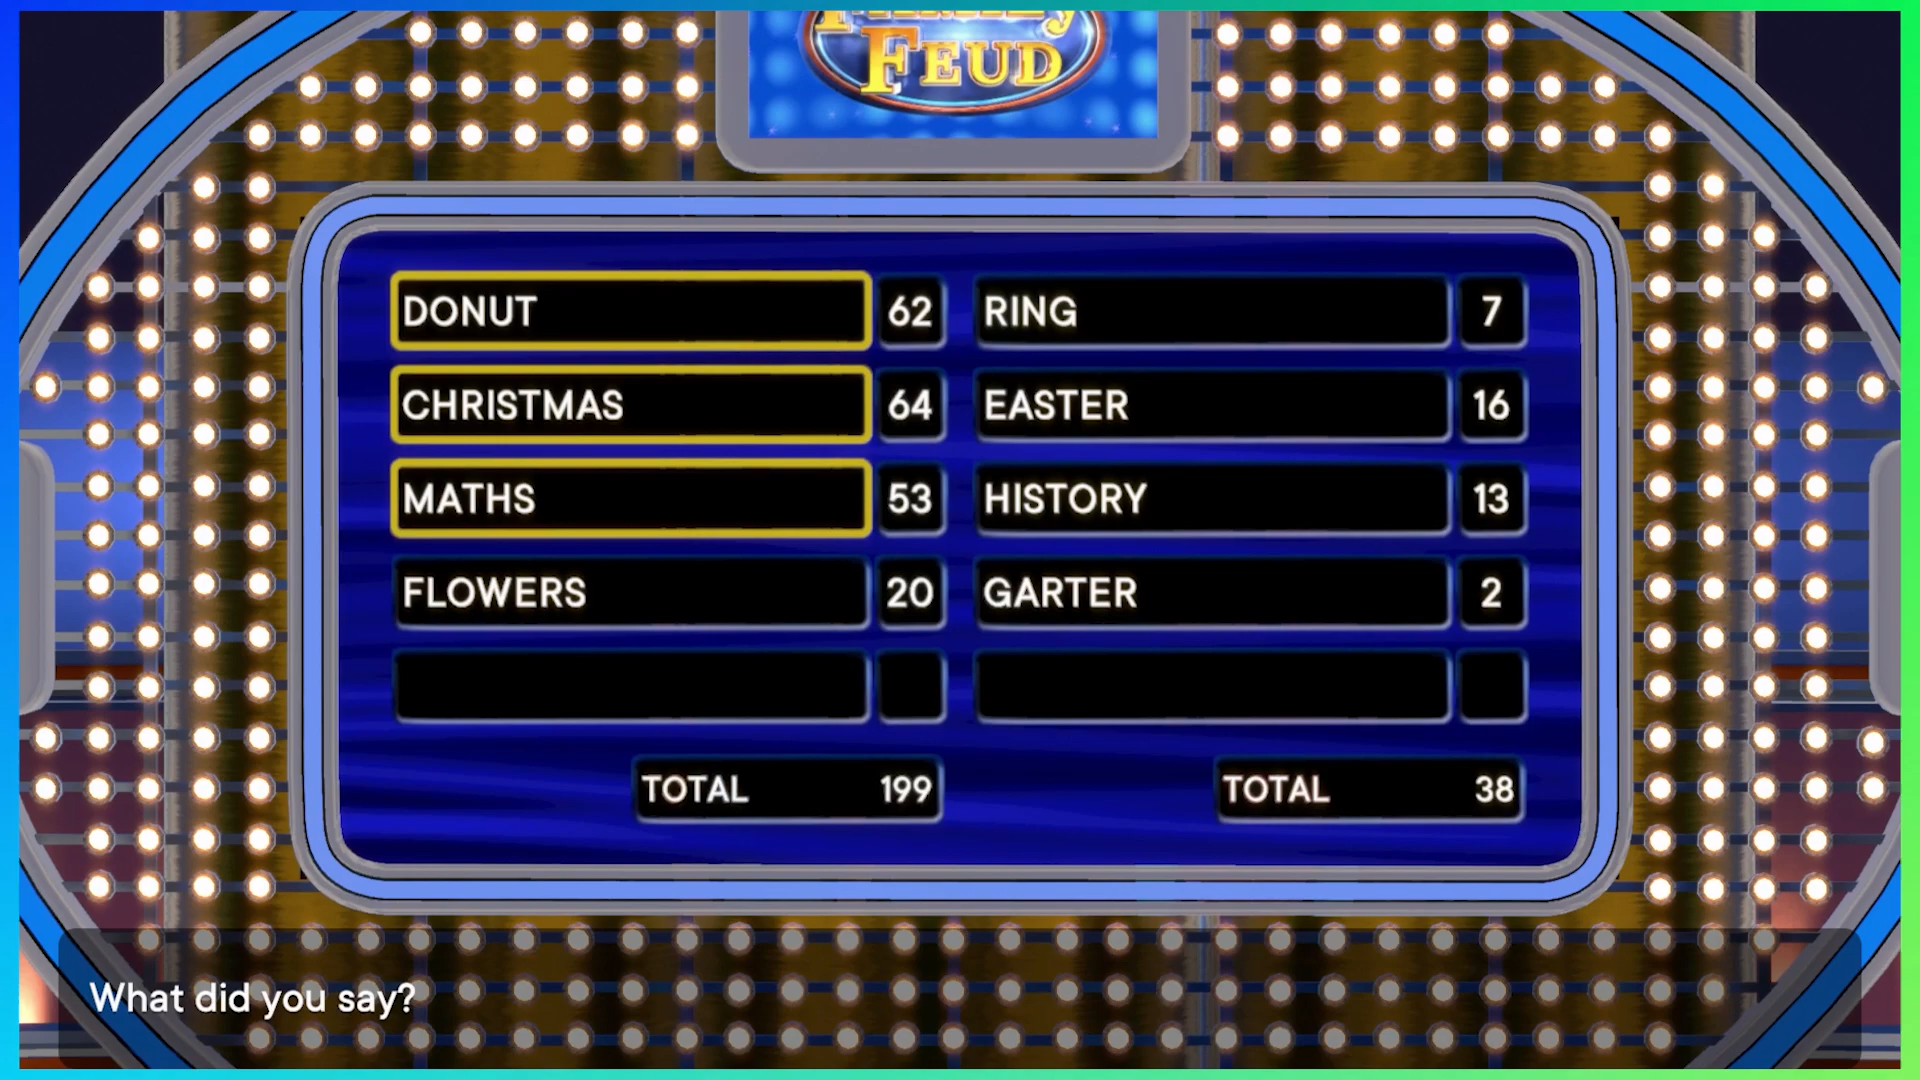 FEUD
DONUT 62 RING 7
CHRISTMAS 64 EASTER 16
MATHS 53 HISTORY 13
FLOWERS 20 GARTER 2
TOTAL 199 TOTAL 38
What did you say?